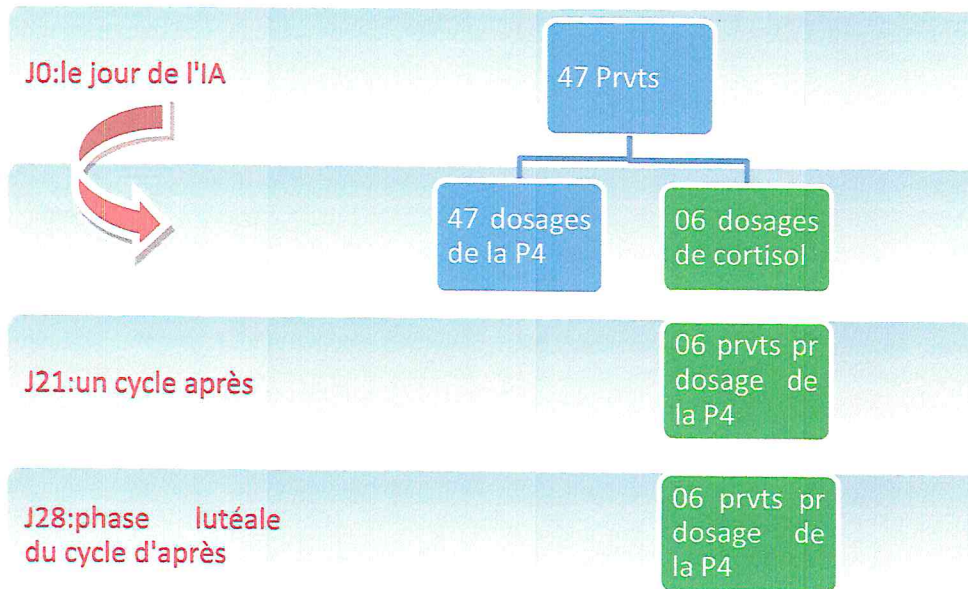 J0:le jour de l'IA
47 Prvts
47 dosages
de la P4
06 dosages
de cortisol
J21:un cycle après
06 prvts pr
dosage de
la P4
J28:phase lutéale
du cycle d'après
06 prvts pr
dosage de
la P4